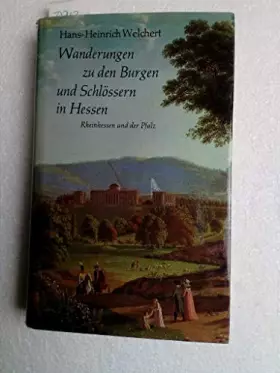 Hans-Heinrich Welchert
Wanderungen
zu den Burgen
und Schlössern
in Hessen
Rheinhessen und der Pfalz